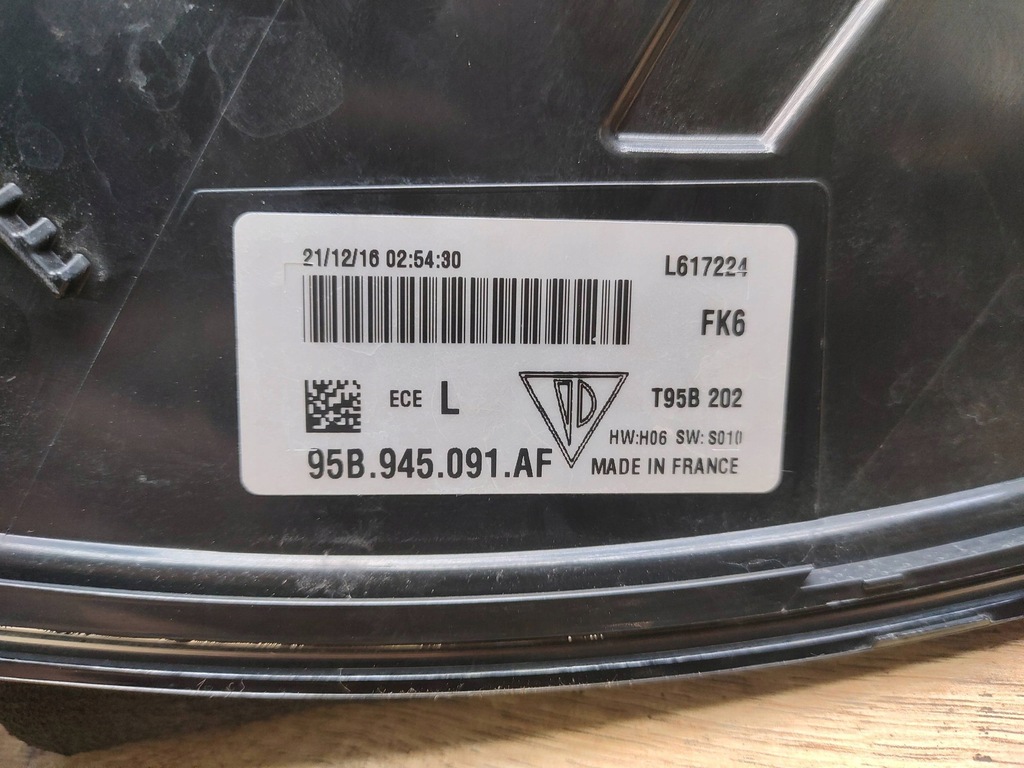 21/12/16 02:54:30
L617224
FK6
ECE L
T95B 202
HW:H06 SW: S010
95B.945.091.AF
MADE IN FRANCE